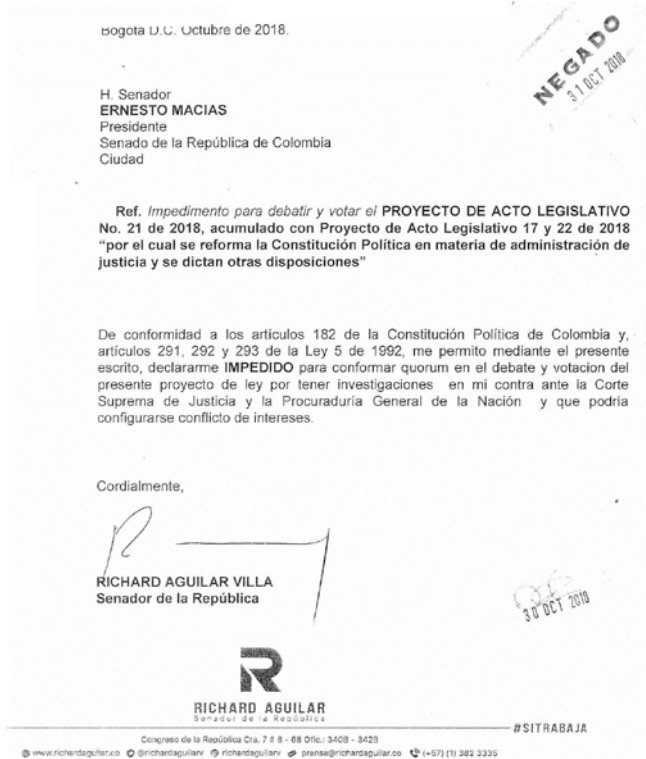 Bogota D.C. Octubre de 2018.
NEGADO
31 OCT 2018
H. Senador
ERNESTO MACIAS
Presidente
Senado de la República de Colombia
Ciudad
Ref. Impedimento para debatir y votar el PROYECTO DE ACTO LEGISLATIVO
No. 21 de 2018, acumulado con Proyecto de Acto Legislativo 17 y 22 de 2018
“por el cual se reforma la Constitución Política en materia de administración de
justicia y se dictan otras disposiciones”
De conformidad a los artículos 182 de la Constitución Política de Colombia y,
artículos 291, 292 y 293 de la Ley 5 de 1992, me permito mediante el presente
escrito, declararme IMPEDIDO para conformar quorum en el debate y votacion del
presente proyecto de ley por tener investigaciones en mi contra ante la Corte
Suprema de Justicia y la Procuraduría General de la Nación y que podría
configurarse conflicto de intereses.
Cordialmente,
RICHARD AGUILAR VILLA
Senador de la República
30 OCT 2018
R
RICHARD AGUILAR
Senador de la República
#SITRABAJA
Congreso de la República Cra. 7 # 8 - 68 Ofic.: 3408 - 3428
www.richardaguilar.co @richardaguilarv richardaguilarv prensa@richardaguilar.co (+57) (1) 382 3335